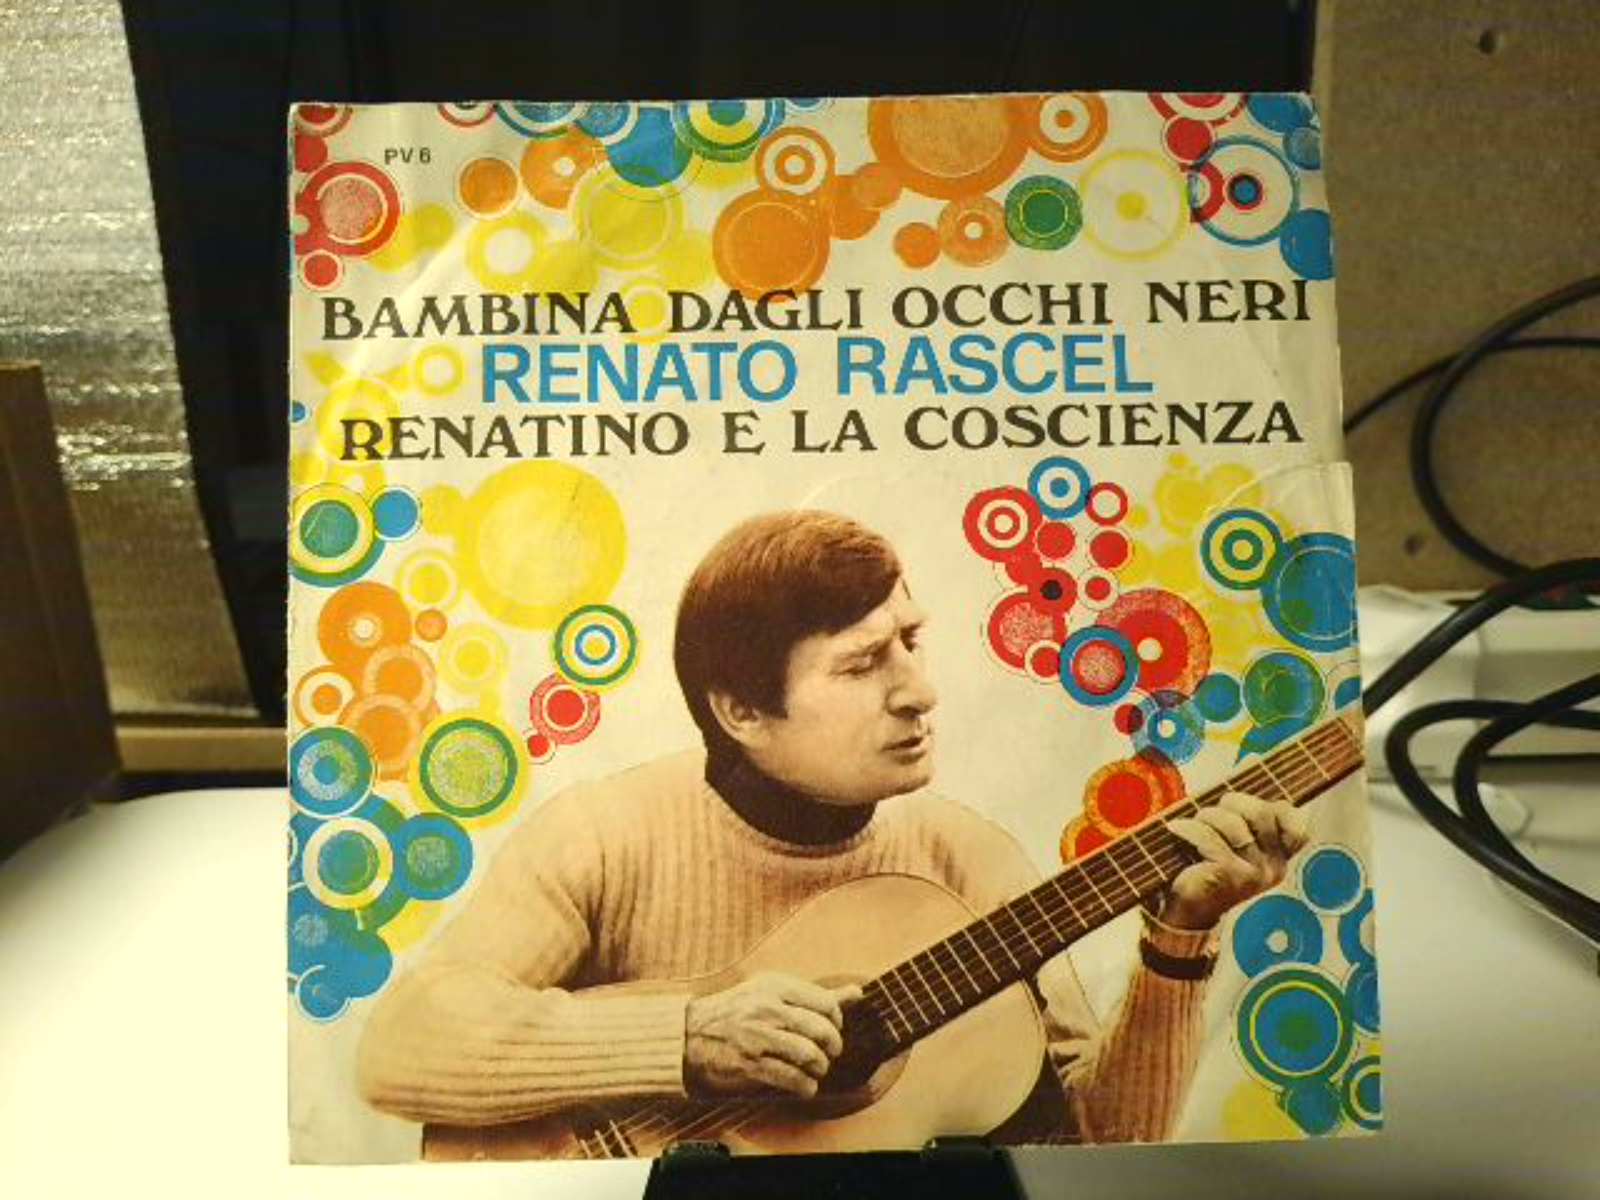 PV 6
BAMBINA DAGLI OCCHI NERI
RENATO RASCEL
RENATINO E LA COSCIENZA